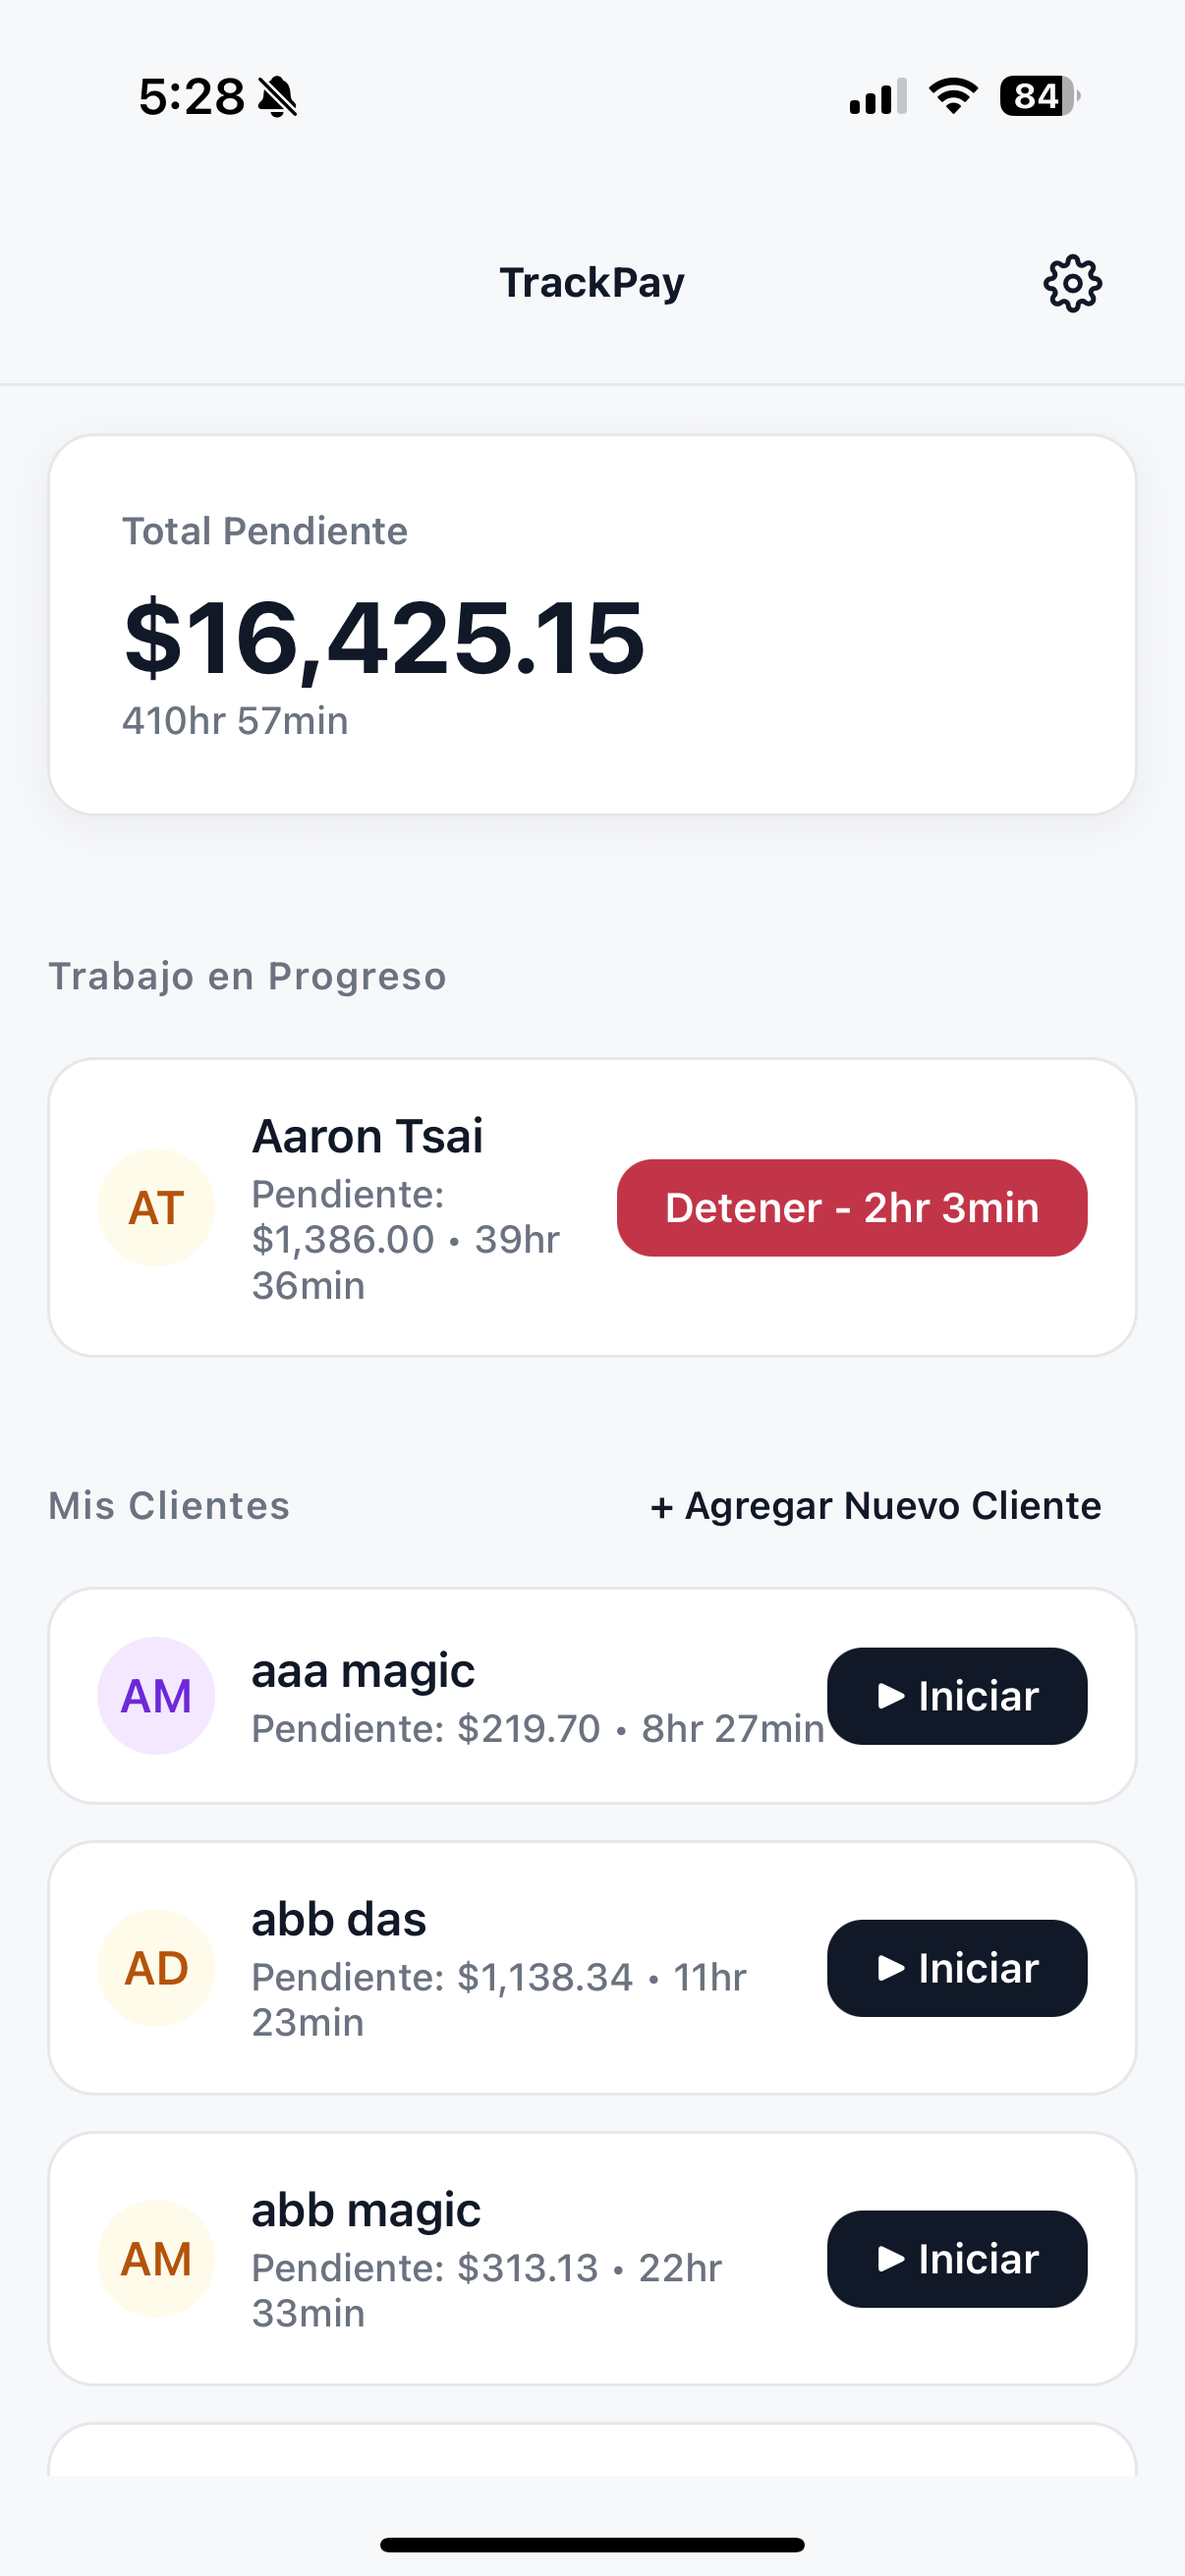 5:28
84
TrackPay
Total Pendiente
$16,425.15
410hr 57min
Trabajo en Progreso
AT
Aaron Tsai
Pendiente:
$1,386.00 • 39hr
36min
Detener - 2hr 3min
Mis Clientes
+ Agregar Nuevo Cliente
AM
aaa magic
Pendiente: $219.70 • 8hr 27min
Iniciar
AD
abb das
Pendiente: $1,138.34 • 11hr
23min
Iniciar
AM
abb magic
Pendiente: $313.13 • 22hr
33min
Iniciar